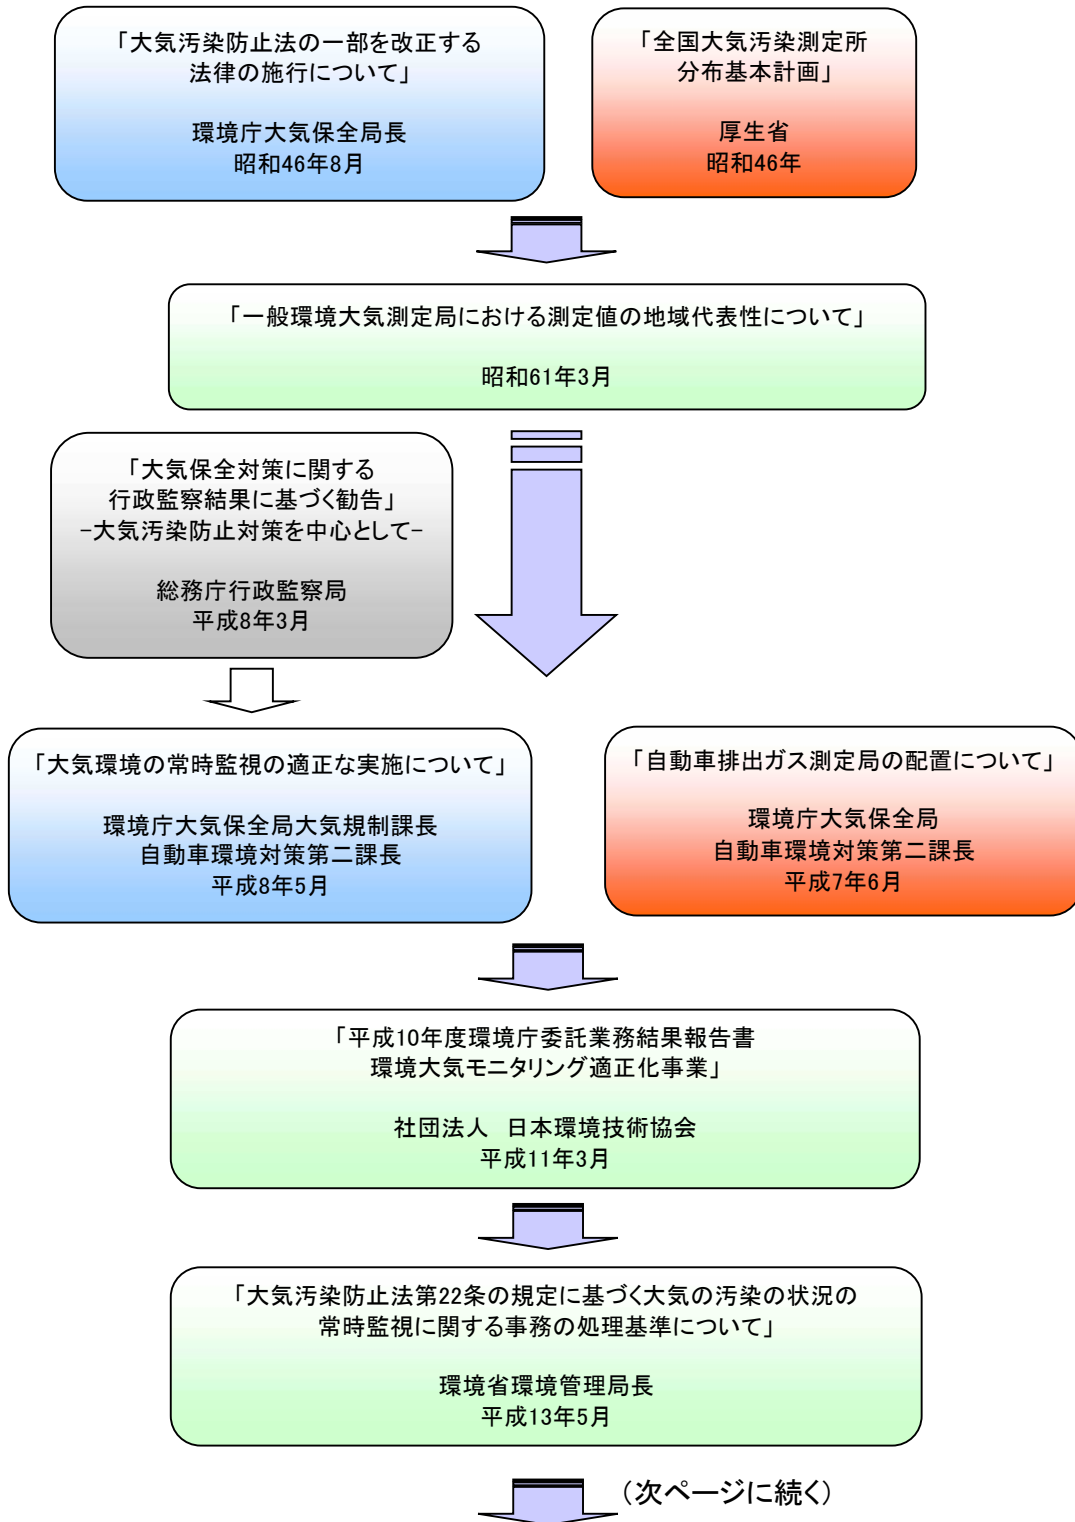 「大気汚染防止法の一部を改正する
法律の施行について」
環境庁大気保全局長
昭和46年8月
「全国大気汚染測定所
分布基本計画」
厚生省
昭和46年
「一般環境大気測定局における測定値の地域代表性について」
昭和61年3月
「大気保全対策に関する
行政監察結果に基づく勧告」
-大気汚染防止対策を中心として-
総務庁行政監察局
平成8年3月
「大気環境の常時監視の適正な実施について」
環境庁大気保全局大気規制課長
自動車環境対策第二課長
平成8年5月
「自動車排出ガス測定局の配置について」
環境庁大気保全局
自動車環境対策第二課長
平成7年6月
「平成10年度環境庁委託業務結果報告書
環境大気モニタリング適正化事業」
社団法人 日本環境技術協会
平成11年3月
「大気汚染防止法第22条の規定に基づく大気の汚染の状況の
常時監視に関する事務の処理基準について」
環境省環境管理局長
平成13年5月
(次ページに続く)